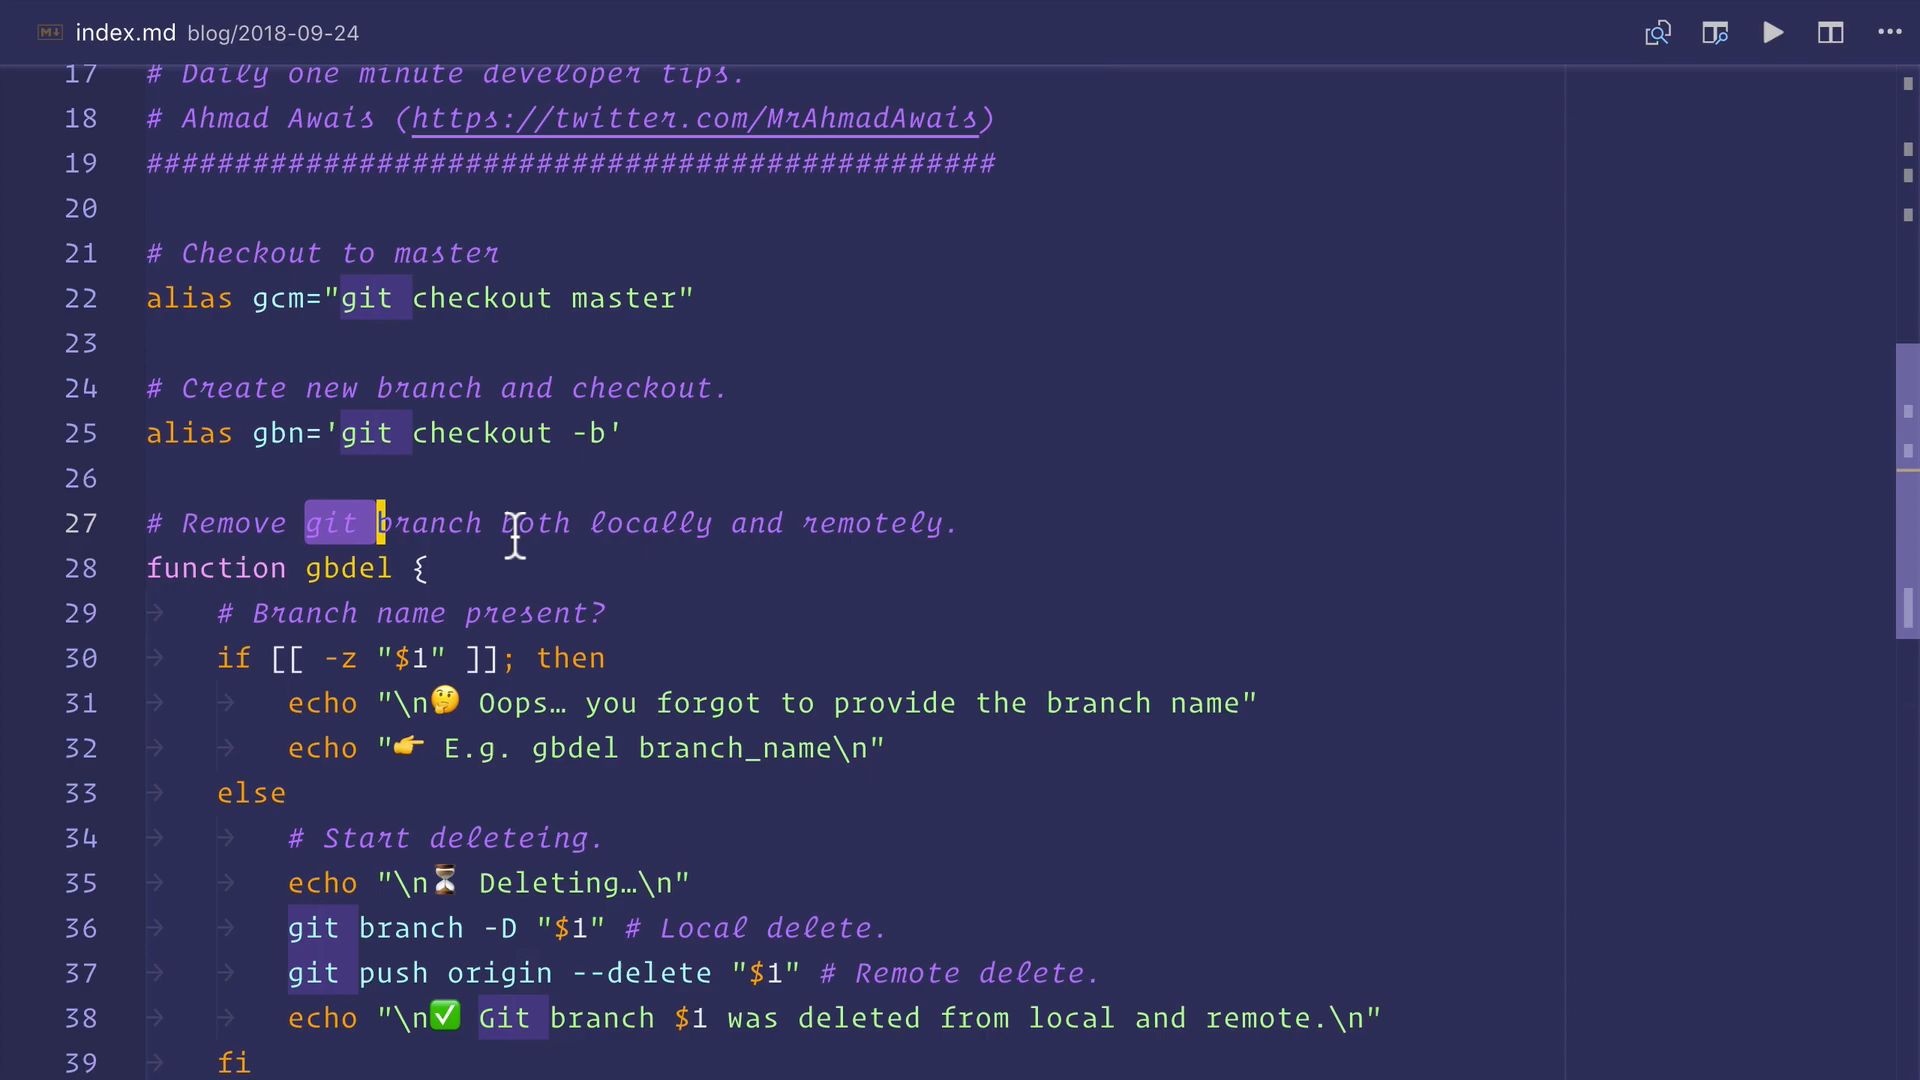 index.md blog/2018-09-24
17 # Daily one minute developer tips.
18 # Ahmad Awais (https://twitter.com/MrAhmadAwais)
19 ################################################
20
21 # Checkout to master
22 alias gcm="git checkout master"
23
24 # Create new branch and checkout.
25 alias gbn='git checkout -b'
26
27 # Remove git branch both locally and remotely.
28 function gbdel {
29 # Branch name present?
30 if [[ -z "$1" ]]; then
31 echo "\n🤔 Oops… you forgot to provide the branch name"
32 echo "👉 E.g. gbdel branch_name\n"
33 else
34 # Start deleteing.
35 echo "\n⏳ Deleting…\n"
36 git branch -D "$1" # Local delete.
37 git push origin --delete "$1" # Remote delete.
38 echo "\n✅ Git branch $1 was deleted from local and remote.\n"
39 fi